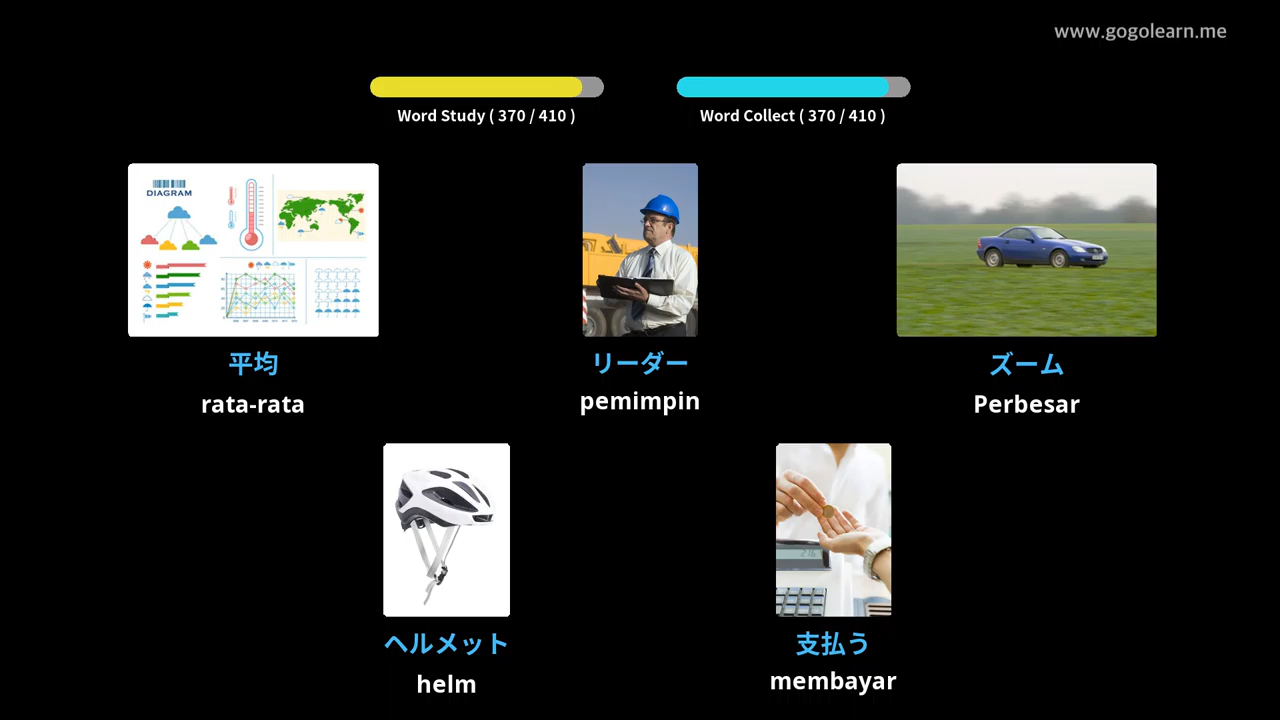 www.gogolearn.me
Word Study ( 370 / 410 )
Word Collect ( 370 / 410 )
DIAGRAM
平均
rata-rata
リーダー
pemimpin
ズーム
Perbesar
ヘルメット
helm
支払う
membayar